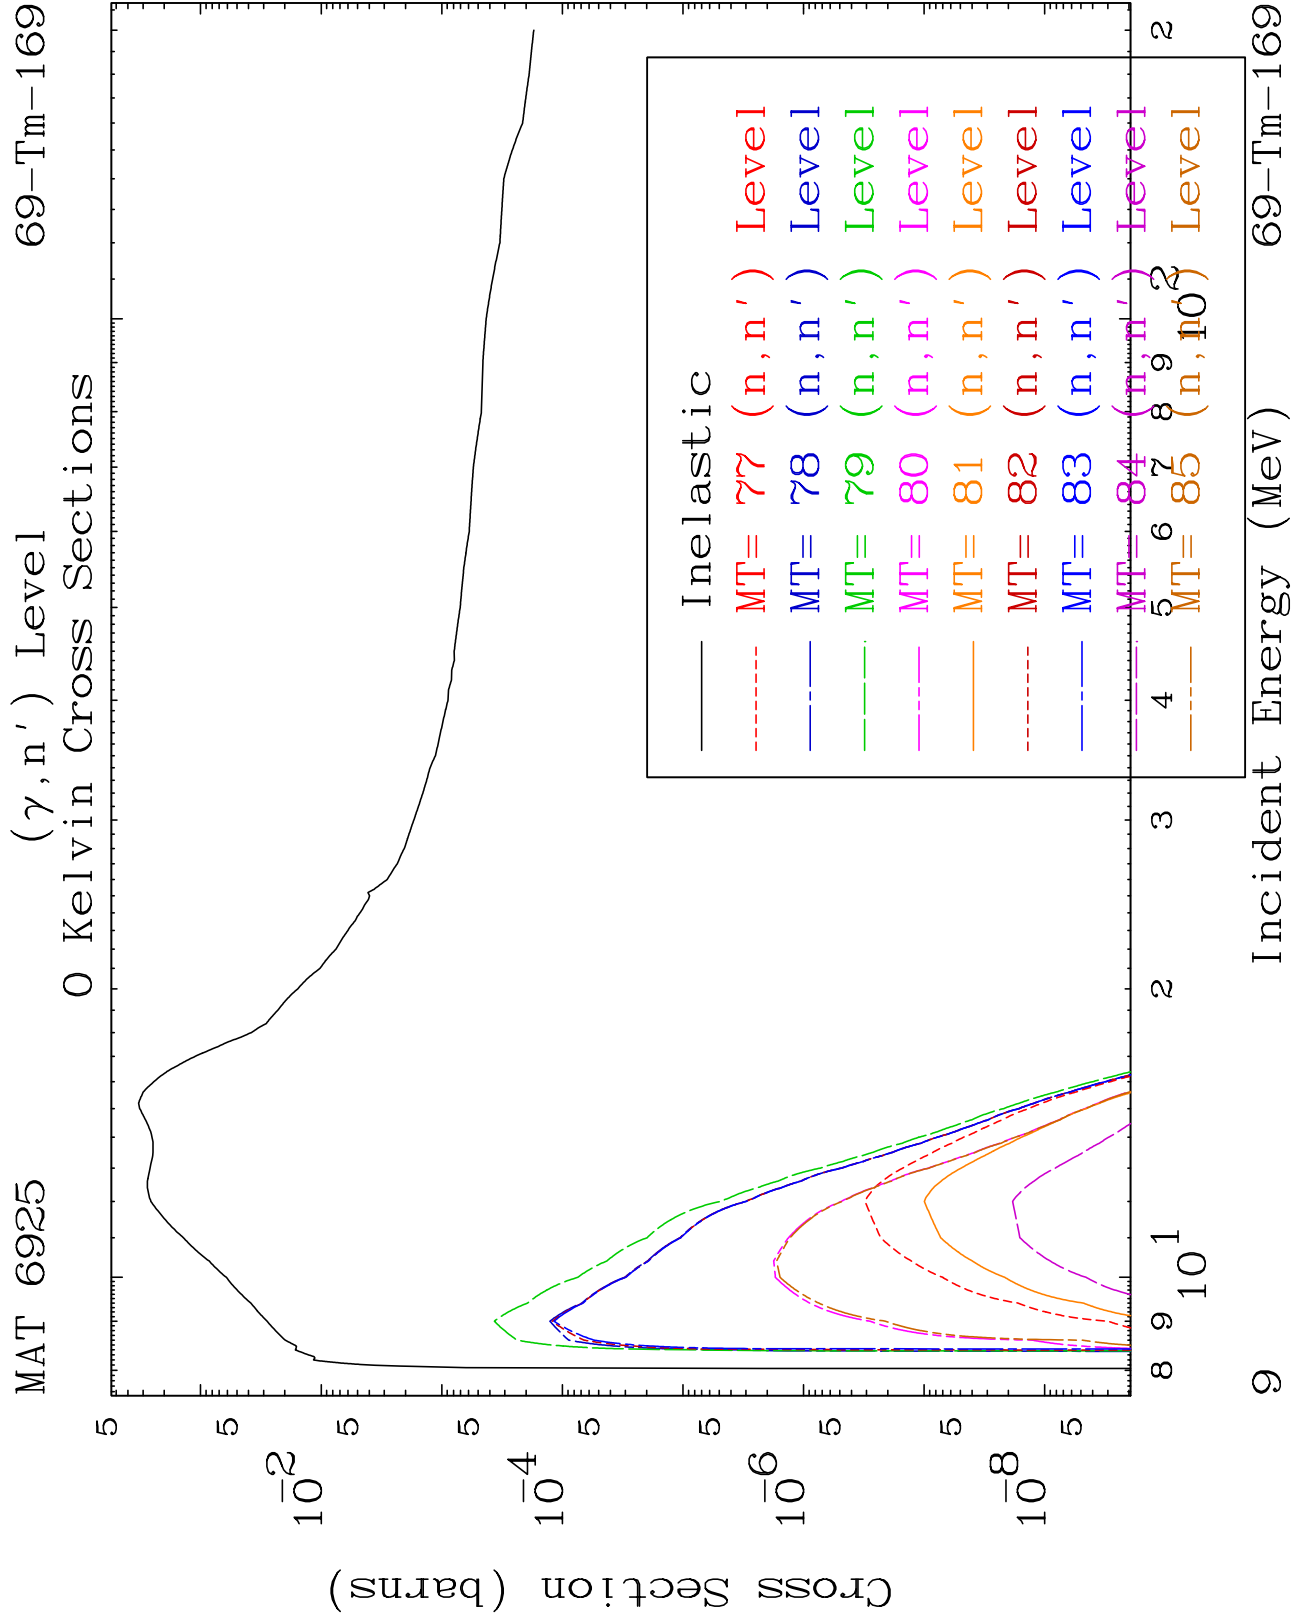 MAT 6925 (γ,n') Level 69-Tm-169
0 Kelvin Cross Sections
Cross Section (barns)
5
5
10-2
5
5
10-4
5
5
10-6
5
5
10-8
5
Inelastic
MT= 77 (n,n') Level
MT= 78 (n,n') Level
MT= 79 (n,n') Level
MT= 80 (n,n') Level
MT= 81 (n,n') Level
MT= 82 (n,n') Level
MT= 83 (n,n') Level
MT= 84 (n,n') Level
MT= 85 (n,n') Level
8 9 10 1 2 3 4 5 6 7 8 9 10 2 2
9 Incident Energy (MeV) 69-Tm-169